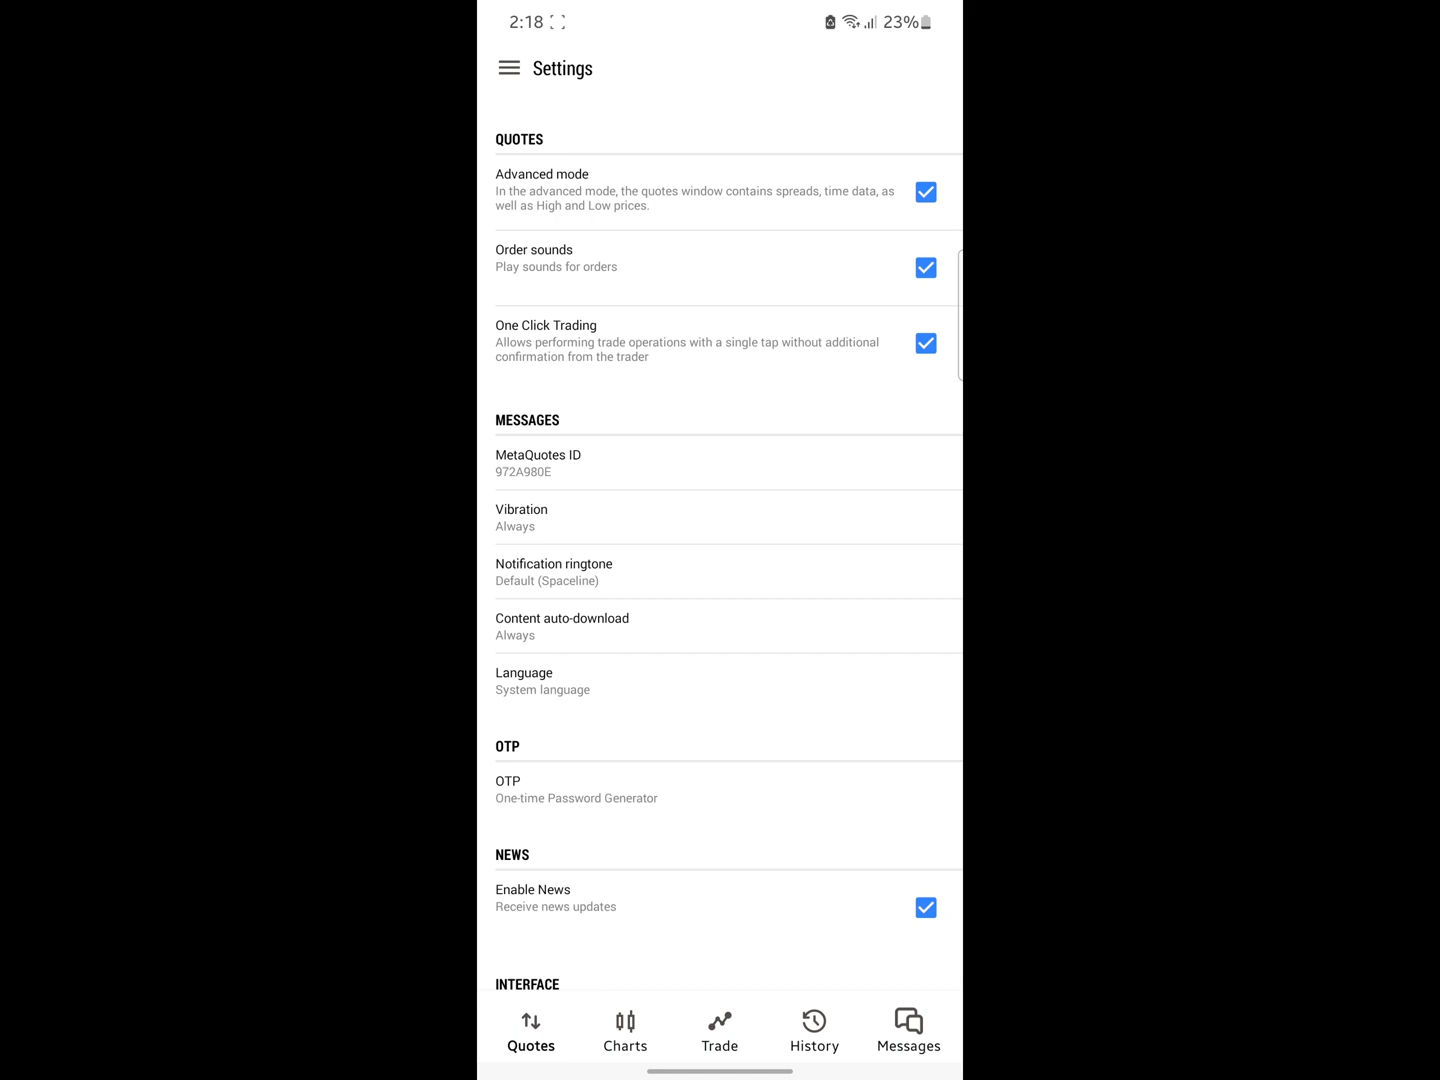 2:18
23%
Settings
QUOTES
Advanced mode
In the advanced mode, the quotes window contains spreads, time data, as
well as High and Low prices.
Order sounds
Play sounds for orders
One Click Trading
Allows performing trade operations with a single tap without additional
confirmation from the trader
MESSAGES
MetaQuotes ID
972A980E
Vibration
Always
Notification ringtone
Default (Spaceline)
Content auto-download
Always
Language
System language
OTP
OTP
One-time Password Generator
NEWS
Enable News
Receive news updates
INTERFACE
Quotes
Charts
Trade
History
Messages